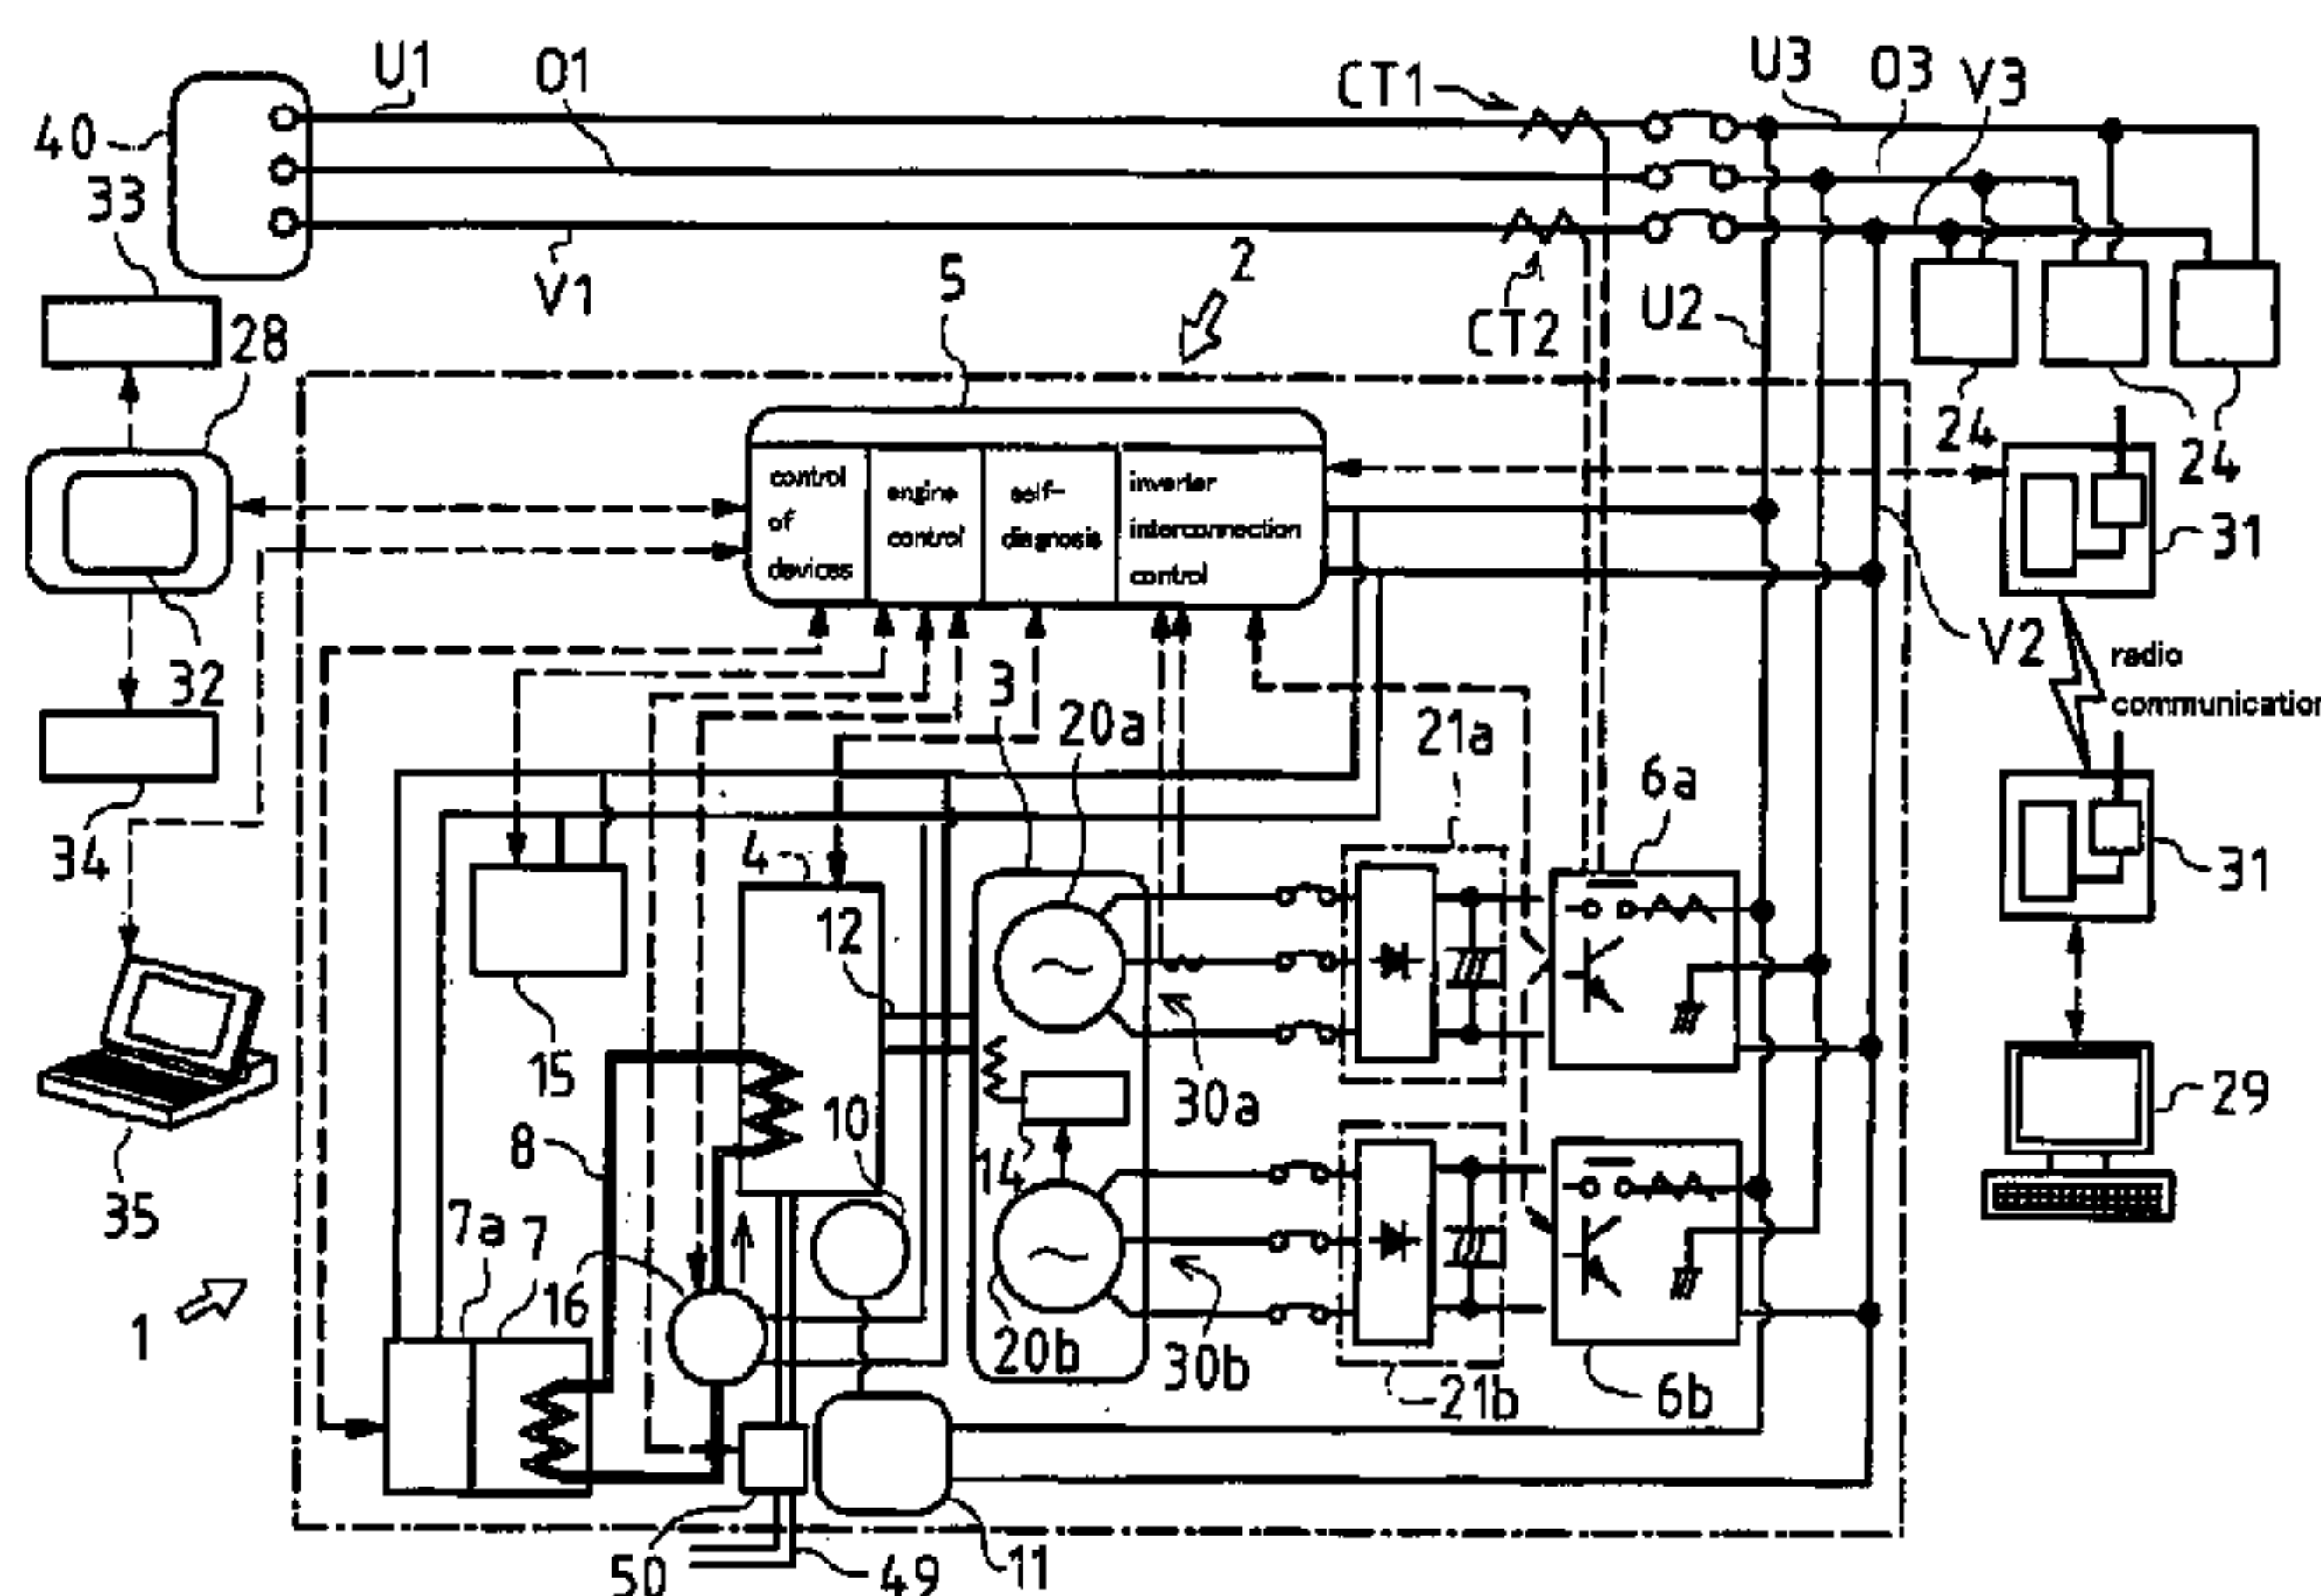 U1
O1
CT1
U3
O3
V3
40
33
V1
5
2
CT2
U2
28
24
24
control
of
devices
engine
control
self-
diagnosis
inverter
interconnection
control
31
32
3
20a
21a
V2
radio
communication
6a
34
4
12
31
15
30a
29
10
8
14
35
7a
7
16
1
20b
30b
21b
6b
50
49
11